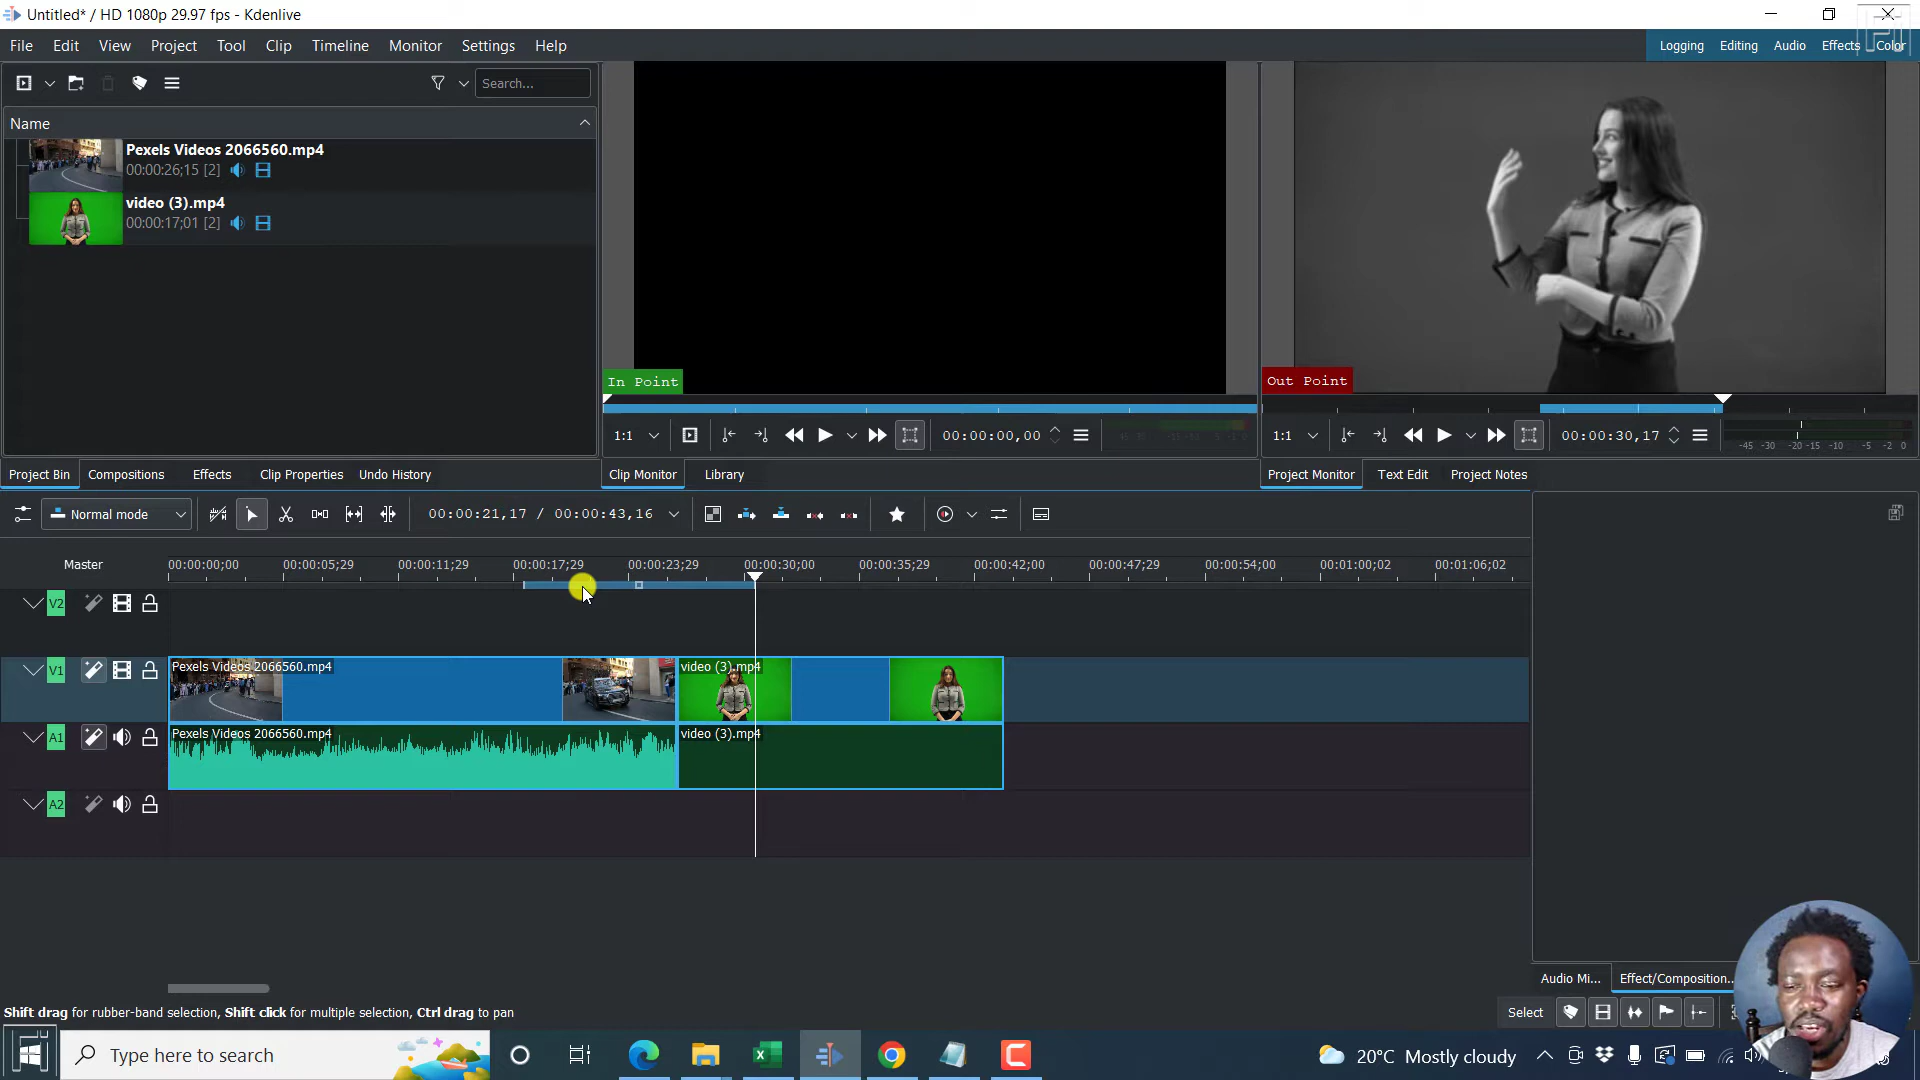 Untitled* / HD 1080p 29.97 fps - Kdenlive
File Edit View Project Tool Clip Timeline Monitor Settings Help
Logging Editing Audio Effects Color
Search...
Name
Pexels Videos 2066560.mp4
00:00:26;15 [2]
video (3).mp4
00:00:17;01 [2]
In Point
Out Point
1:1
00:00:00,00
-45 -30 -20 -15 -10 -5 -2 0
1:1
00:00:30,17
Project Bin Compositions Effects Clip Properties Undo History
Clip Monitor Library
Project Monitor Text Edit Project Notes
Normal mode
00:00:21,17 / 00:00:43,16
Master
00:00:00;00 00:00:05;29 00:00:11;29 00:00:17;29 00:00:23;29 00:00:30;00 00:00:35;29 00:00:42;00 00:00:47;29 00:00:54;00 00:01:00;02 00:01:06;02
V2
V1
Pexels Videos 2066560.mp4
video (3).mp4
A1
Pexels Videos 2066560.mp4
video (3).mp4
A2
Audio Mi... Effect/Composition...
Shift drag for rubber-band selection, Shift click for multiple selection, Ctrl drag to pan
Select
Type here to search
20°C Mostly cloudy